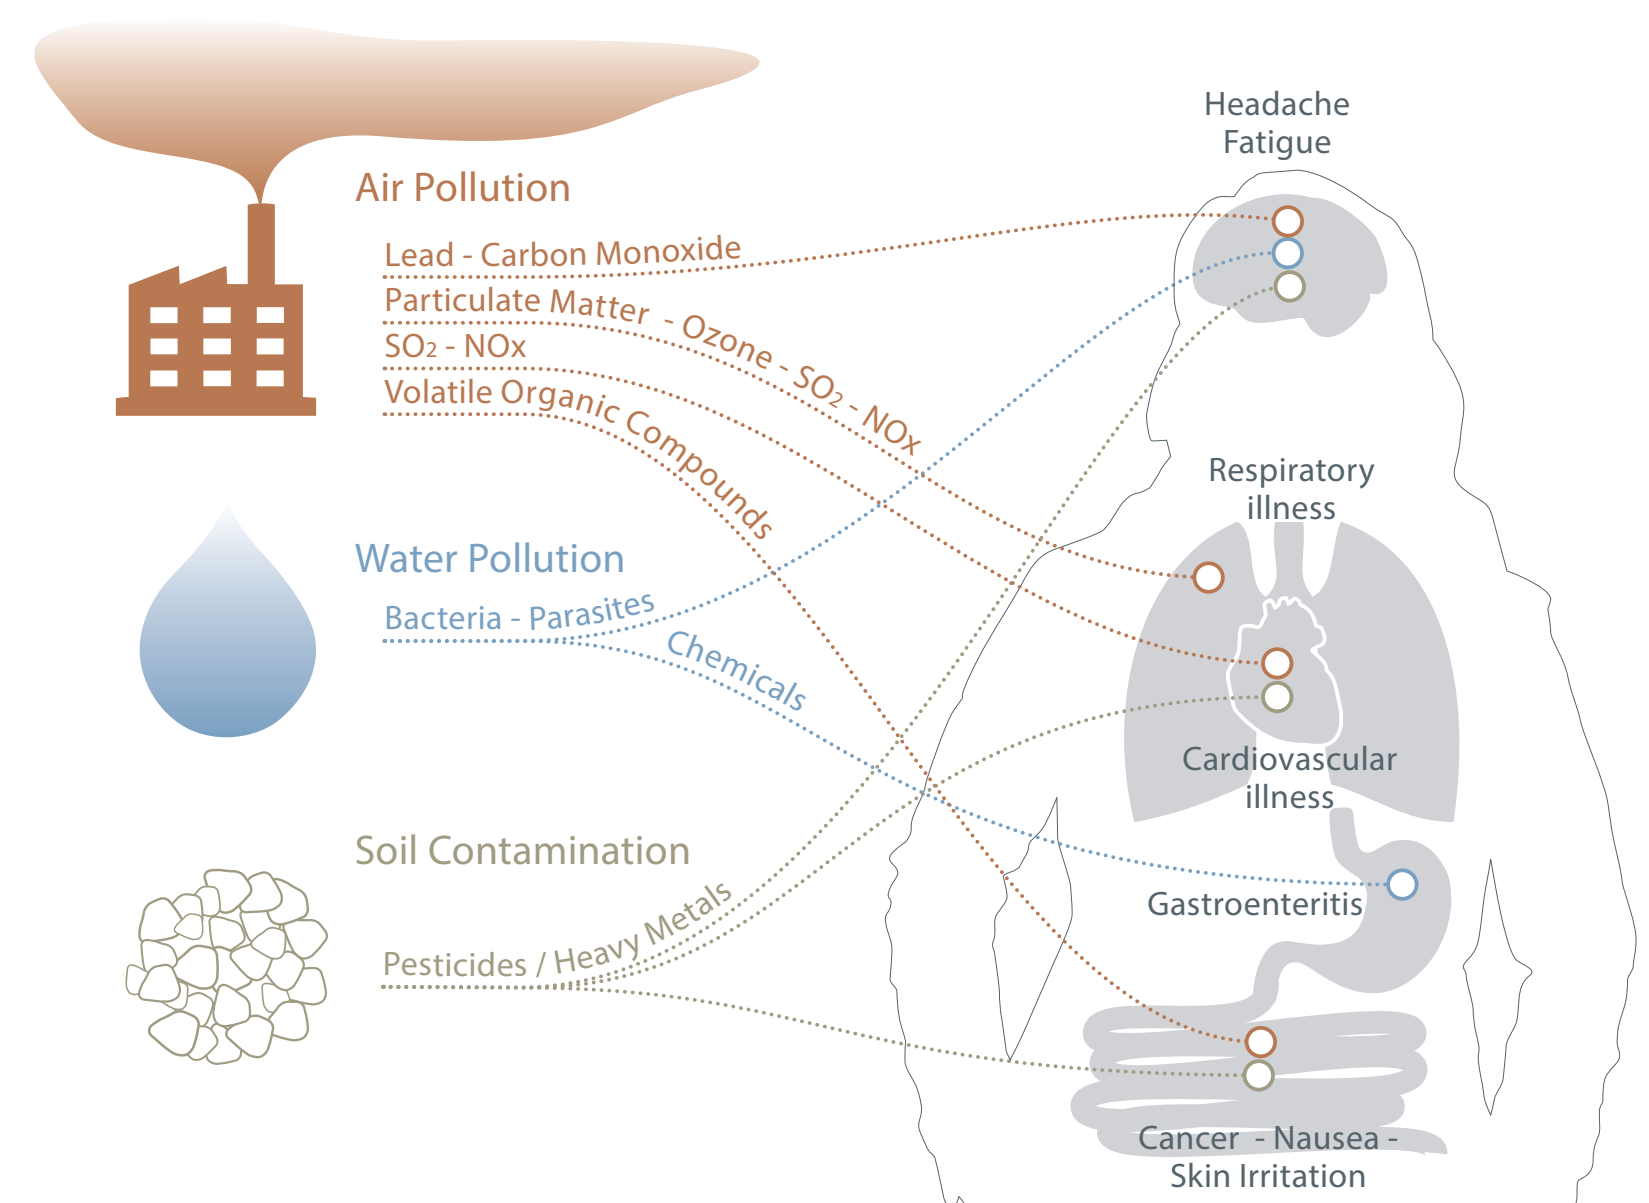 Air Pollution
Lead - Carbon Monoxide
Particulate Matter - Ozone - SO2 - NOx
SO2 - NOx
Volatile Organic Compounds
Water Pollution
Bacteria - Parasites
Chemicals
Soil Contamination
Pesticides / Heavy Metals
Headache
Fatigue
Respiratory
illness
Cardiovascular
illness
Gastroenteritis
Cancer - Nausea -
Skin Irritation